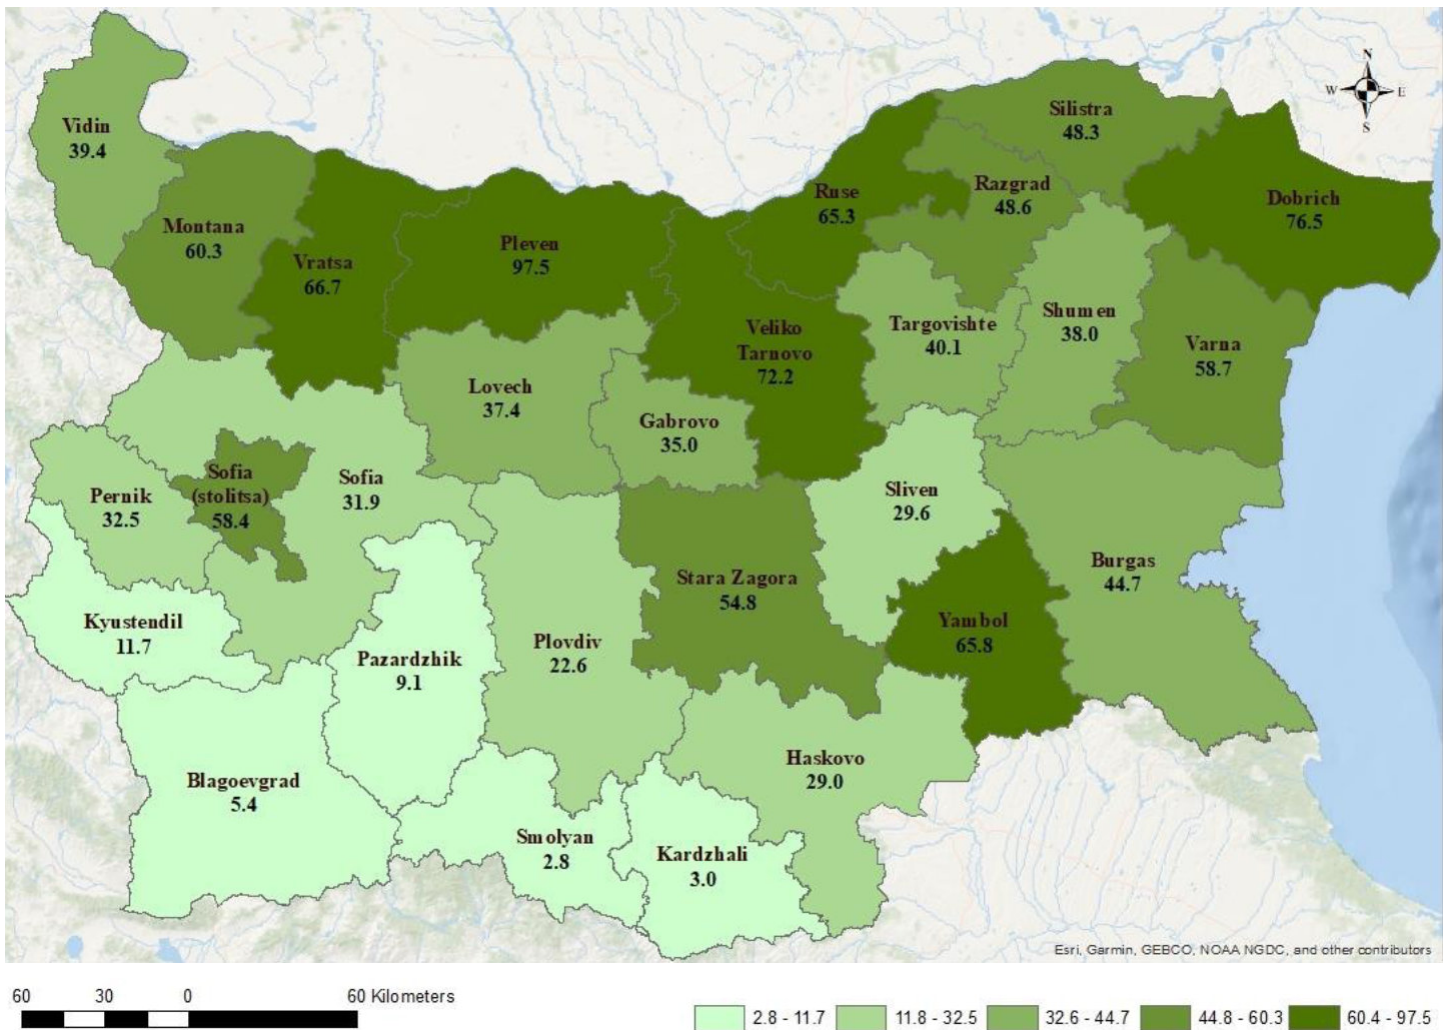 N
W E
S
Vidin
39.4
Montana
60.3
Vratsa
66.7
Pleven
97.5
Ruse
65.3
Silistra
48.3
Razgrad
48.6
Dobrich
76.5
Veliko
Tarnovo
72.2
Targovishte
40.1
Shumen
38.0
Varna
58.7
Lovech
37.4
Gabrovo
35.0
Sofia
(stolitsa)
58.4
Sofia
31.9
Pernik
32.5
Sliven
29.6
Burgas
44.7
Stara Zagora
54.8
Yambol
65.8
Kyustendil
11.7
Pazardzhik
9.1
Plovdiv
22.6
Haskovo
29.0
Blagoevgrad
5.4
Smolyan
2.8
Kardzhali
3.0
Esri, Garmin, GEBCO, NOAA NGDC, and other contributors
60 30 0 60 Kilometers
2.8 - 11.7 11.8 - 32.5 32.6 - 44.7 44.8 - 60.3 60.4 - 97.5